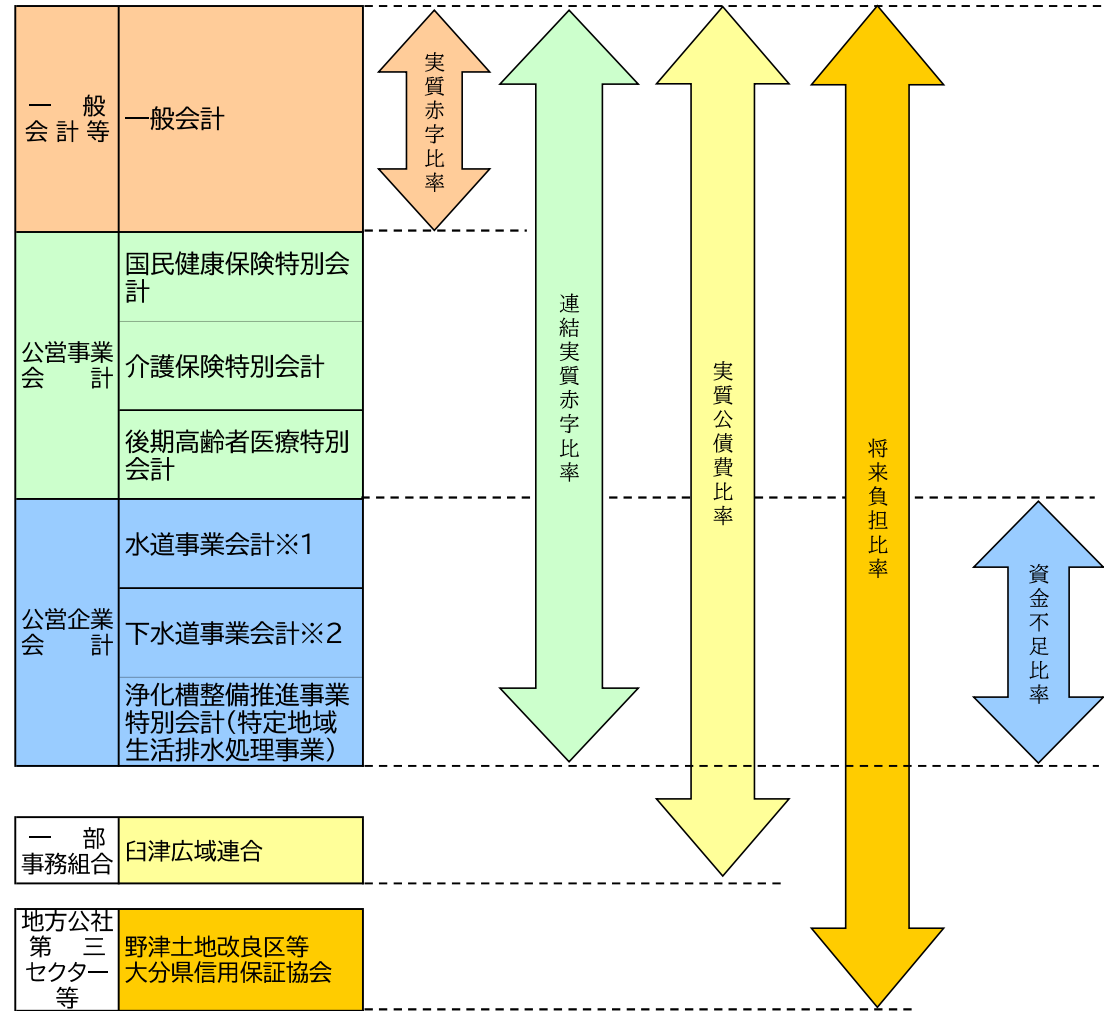 一 般
会 計 等
一般会計
公営事業
会 計
国民健康保険特別会
計
介護保険特別会計
後期高齢者医療特別
会計
公営企業
会 計
水道事業会計※1
下水道事業会計※2
浄化槽整備推進事業
特別会計(特定地域
生活排水処理事業)
一 部
事務組合
臼津広域連合
地方公社
第 三
セクター
等
野津土地改良区等
大分県信用保証協会
実質赤字比率
連結実質赤字比率
実質公債費比率
将来負担比率
資金不足比率